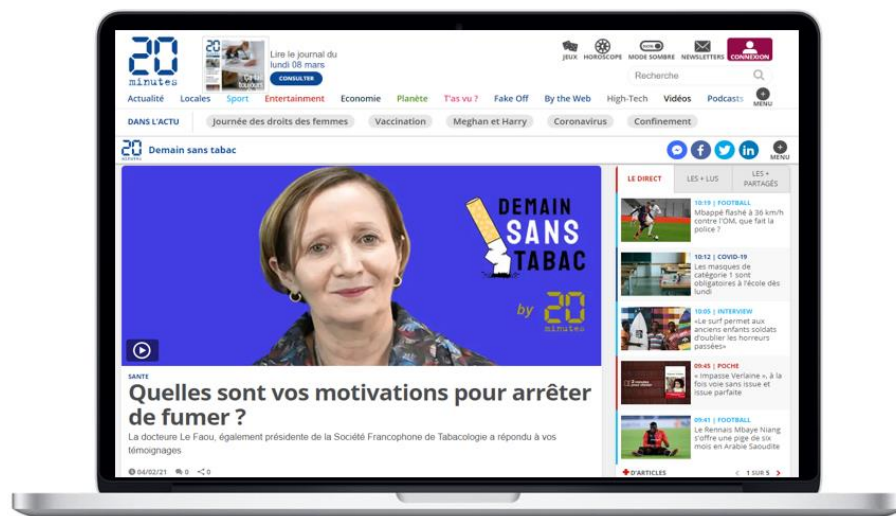 20
minutes
Lire le journal du
lundi 08 mars
CONSULTER
JEUX HOROSCOPE MODE SOMBRE NEWSLETTERS CONNEXION
Recherche
Actualité Locales Sport Entertainment Economie Planète T'as vu ? Fake Off By the Web High-Tech Vidéos Podcasts MENU
DANS L'ACTU Journée des droits des femmes Vaccination Meghan et Harry Coronavirus Confinement
20 Demain sans tabac
MENU
DEMAIN
SANS
TABAC
by 20
minutes
SANTE
Quelles sont vos motivations pour arrêter
de fumer ?
La docteure Le Faou, également présidente de la Société Francophone de Tabacologie a répondu à vos
témoignages
04/02/21 0 0
LE DIRECT LES + LUS LES +
PARTAGÉS
10:19 | FOOTBALL
Mbappé flashé à 36 km/h
contre l'OM, que fait la
police ?
10:12 | COVID-19
Les masques de
catégorie 1 sont
obligatoires à l'école dès
lundi
10:05 | INTERVIEW
«Le surf permet aux
anciens enfants soldats
d'oublier les horreurs
passées»
09:45 | POCHE
« Impasse Verlaine », à la
fois voie sans issue et
issue parfaite
09:41 | FOOTBALL
Le Rennais Mbaye Niang
s'offre une pige de six
mois en Arabie Saoudite
+ D'ARTICLES < 1 SUR 5 >